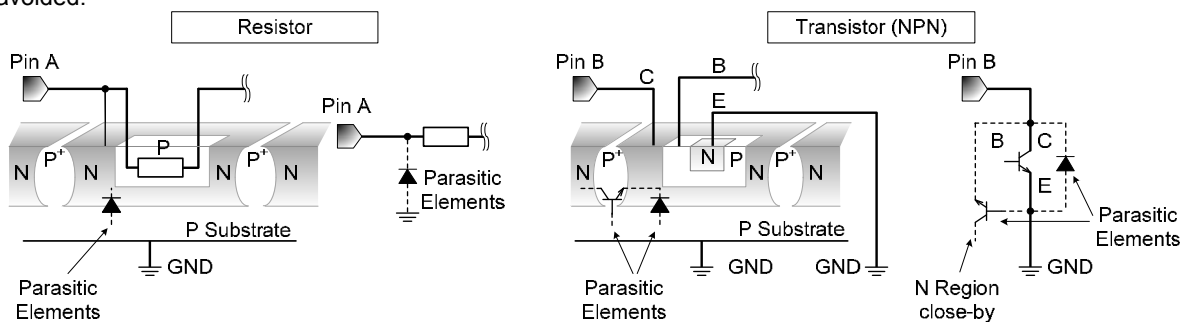 avoided.
Resistor
Transistor (NPN)
Pin A
Pin A
N
P+
N
P
N
P+
N
Parasitic
Elements
P Substrate
GND
Parasitic
Elements
Pin B
C
B
E
N
P+
N
N
P
N
P+
N
P Substrate
GND
GND
Parasitic
Elements
Pin B
B
C
E
Parasitic
Elements
GND
N Region
close-by